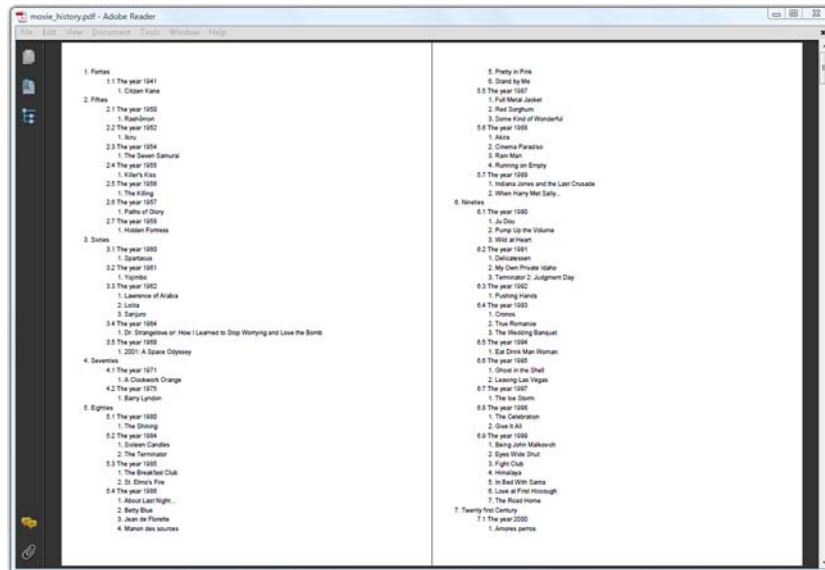 movie_history.pdf - Adobe Reader
File Edit View Document Tools Window Help
1. Forties
1.1 The year 1941
1. Citizen Kane
2. Fifties
2.1 The year 1950
1. Rashômon
2.2 The year 1952
1. Ikiru
2.3 The year 1954
1. The Seven Samurai
2.4 The year 1955
1. Killer's Kiss
2.5 The year 1956
1. The Killing
2.6 The year 1957
1. Paths of Glory
2.7 The year 1958
1. Hidden Fortress
3. Sixties
3.1 The year 1960
1. Spartacus
3.2 The year 1961
1. Yojimbo
3.3 The year 1962
1. Lawrence of Arabia
2. Lolita
3. Sanjuro
3.4 The year 1964
1. Dr. Strangelove or: How I Learned to Stop Worrying and Love the Bomb
3.5 The year 1968
1. 2001: A Space Odyssey
4. Seventies
4.1 The year 1971
1. A Clockwork Orange
4.2 The year 1975
1. Barry Lyndon
5. Eighties
5.1 The year 1980
1. The Shining
5.2 The year 1984
1. Sixteen Candles
2. The Terminator
5.3 The year 1985
1. The Breakfast Club
2. St. Elmo's Fire
5.4 The year 1986
1. About Last Night...
2. Betty Blue
3. Jean de Florette
4. Manon des sources
5. Pretty in Pink
6. Stand by Me
5.5 The year 1987
1. Full Metal Jacket
2. Red Sorghum
3. Some Kind of Wonderful
5.6 The year 1988
1. Akira
2. Cinema Paradiso
3. Rain Man
4. Running on Empty
5.7 The year 1989
1. Indiana Jones and the Last Crusade
2. When Harry Met Sally...
6. Nineties
6.1 The year 1990
1. Ju Dou
2. Pump Up the Volume
3. Wild at Heart
6.2 The year 1991
1. Delicatessen
2. My Own Private Idaho
3. Terminator 2: Judgment Day
6.3 The year 1992
1. Pushing Hands
6.4 The year 1993
1. Cronos
2. True Romance
3. The Wedding Banquet
6.5 The year 1994
1. Eat Drink Man Woman
6.6 The year 1995
1. Ghost in the Shell
2. Leaving Las Vegas
6.7 The year 1997
1. The Ice Storm
6.8 The year 1998
1. The Celebration
2. Give It All
6.9 The year 1999
1. Being John Malkovich
2. Eyes Wide Shut
3. Fight Club
4. Himalaya
5. In Bed With Santa
6. Love at First Hiccough
7. The Road Home
7. Twenty first Century
7.1 The year 2000
1. Amores perros